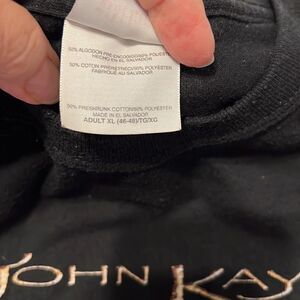 50% ALGODON PRE-ENCOGIDO/50% POLYESTER
HECHO EN EL SALVADOR
50% COTON PRERETRECI/50% POLYESTER
FABRIQUE AU SALVADOR
50% PRESHRUNK COTTON/50% POLYESTER
MADE IN EL SALVADOR
ADULT XL (46-48)/TG/XG
JOHN KAY